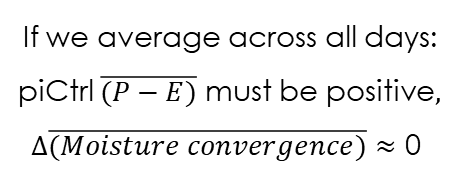 If we average across all days:
piCtrl (P − E) must be positive,
Δ(Moisture convergence) ≈ 0